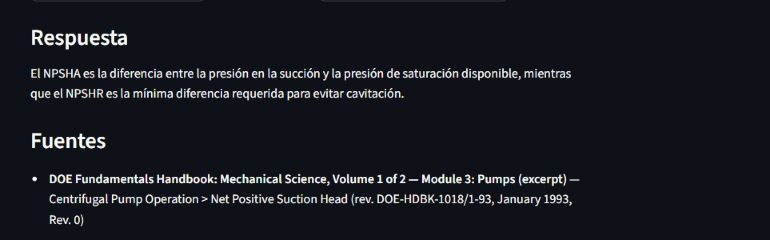 Respuesta
El NPSHA es la diferencia entre la presión en la succión y la presión de saturación disponible, mientras
que el NPSHR es la mínima diferencia requerida para evitar cavitación.
Fuentes
• DOE Fundamentals Handbook: Mechanical Science, Volume 1 of 2 — Module 3: Pumps (excerpt) —
Centrifugal Pump Operation > Net Positive Suction Head (rev. DOE-HDBK-1018/1-93, January 1993,
Rev. 0)